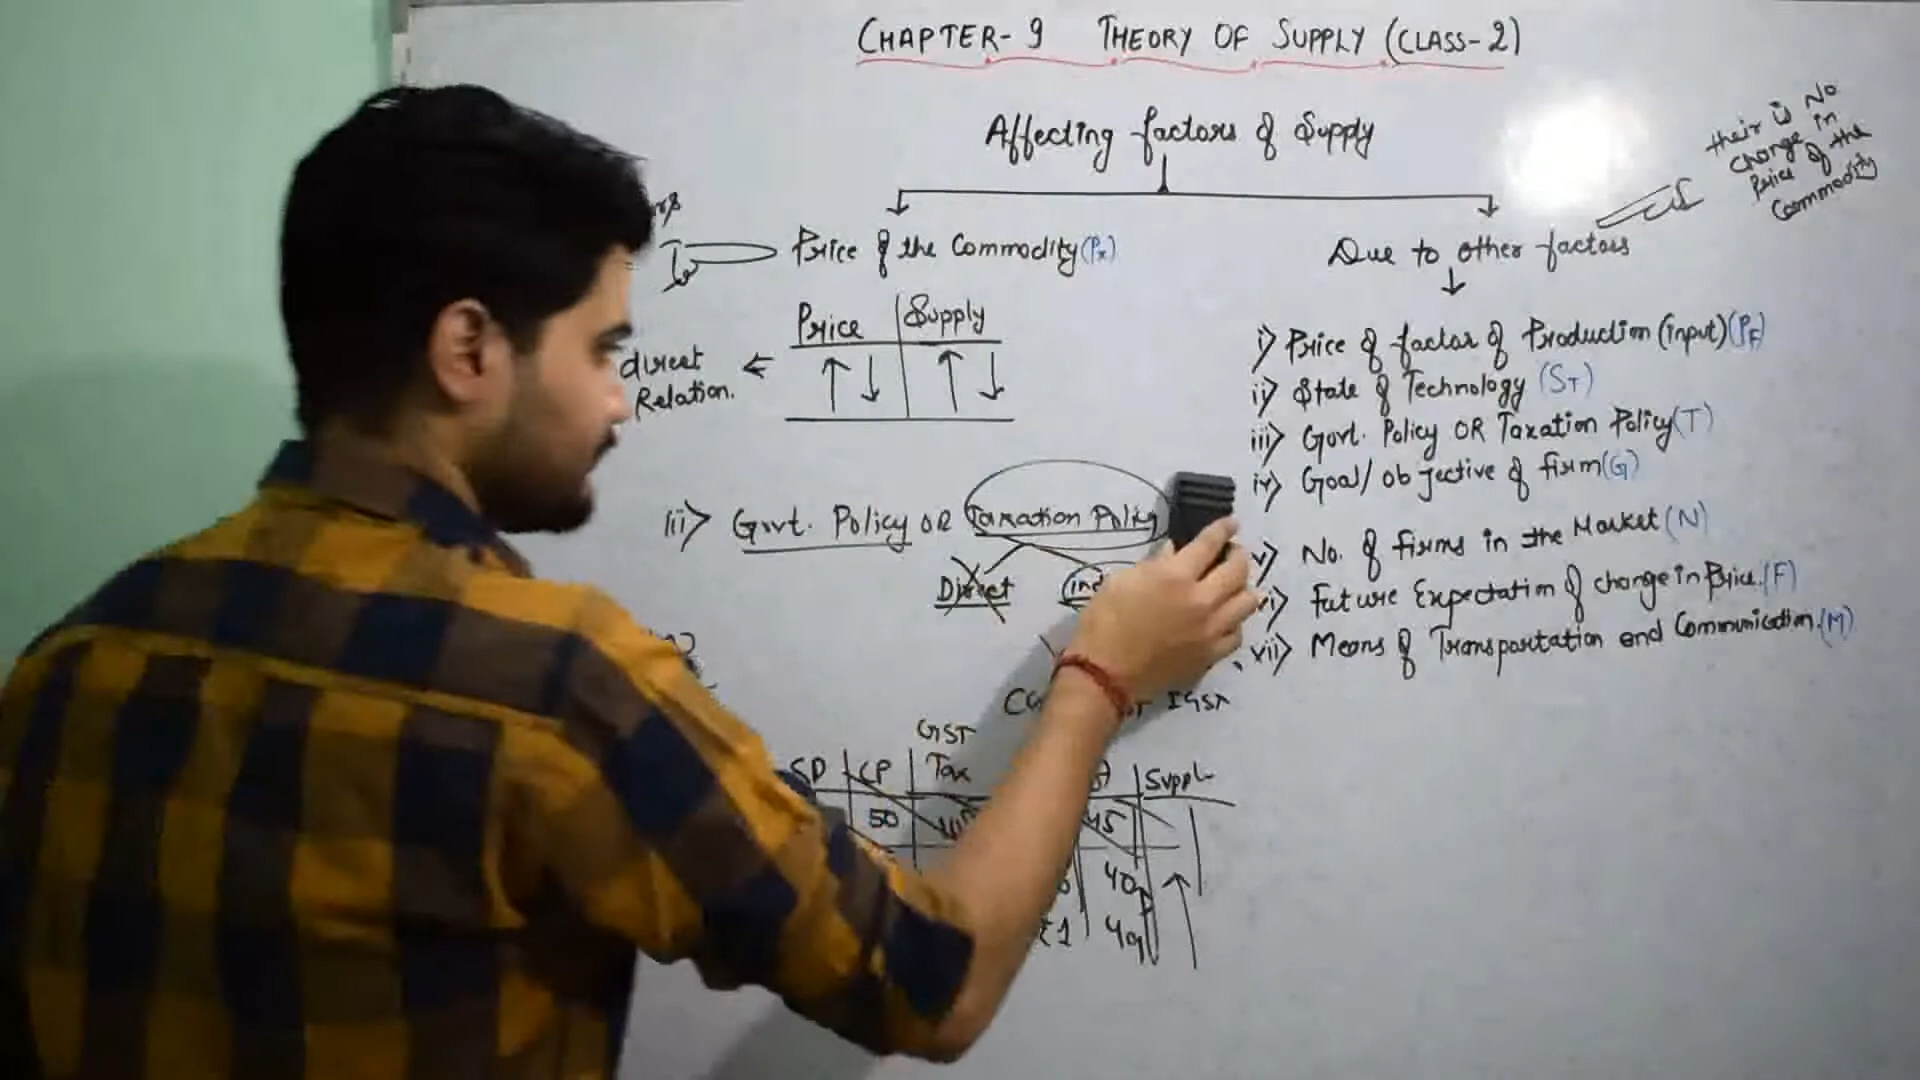 CHAPTER-9 THEORY OF SUPPLY (CLASS-2)
Affecting factors of Supply
their is No
change in
Price of the
Commodity
Price of the Commodity (Px)
Due to other factors
Price | Supply
direct
Relation.
i) Price of factor of Production (input) (PF)
ii) State of Technology (ST)
iii) Govt. Policy OR Taxation Policy (T)
iv) Goal/objective of firm (G)
v) No. of firms in the Market (N)
vi) Future Expectation of change in Price. (F)
vii) Means of Transportation and Communication. (M)
iii) Govt. Policy OR Taxation Policy
Direct
IGST
GST
CP | Tax
50
45
40
₹1